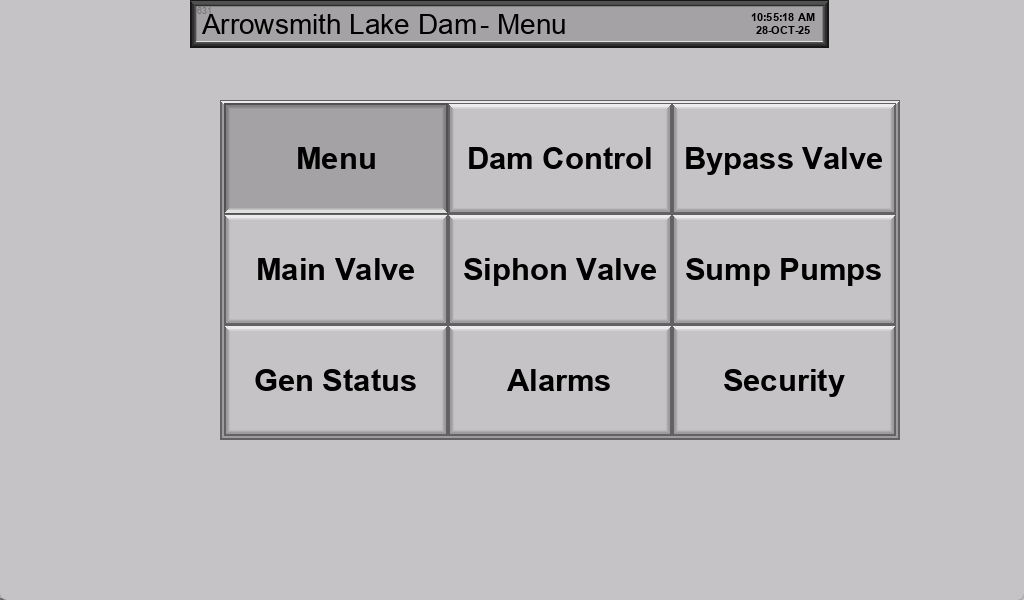 Arrowsmith Lake Dam - Menu
10:55:18 AM
28-OCT-25
Menu
Dam Control
Bypass Valve
Main Valve
Siphon Valve
Sump Pumps
Gen Status
Alarms
Security